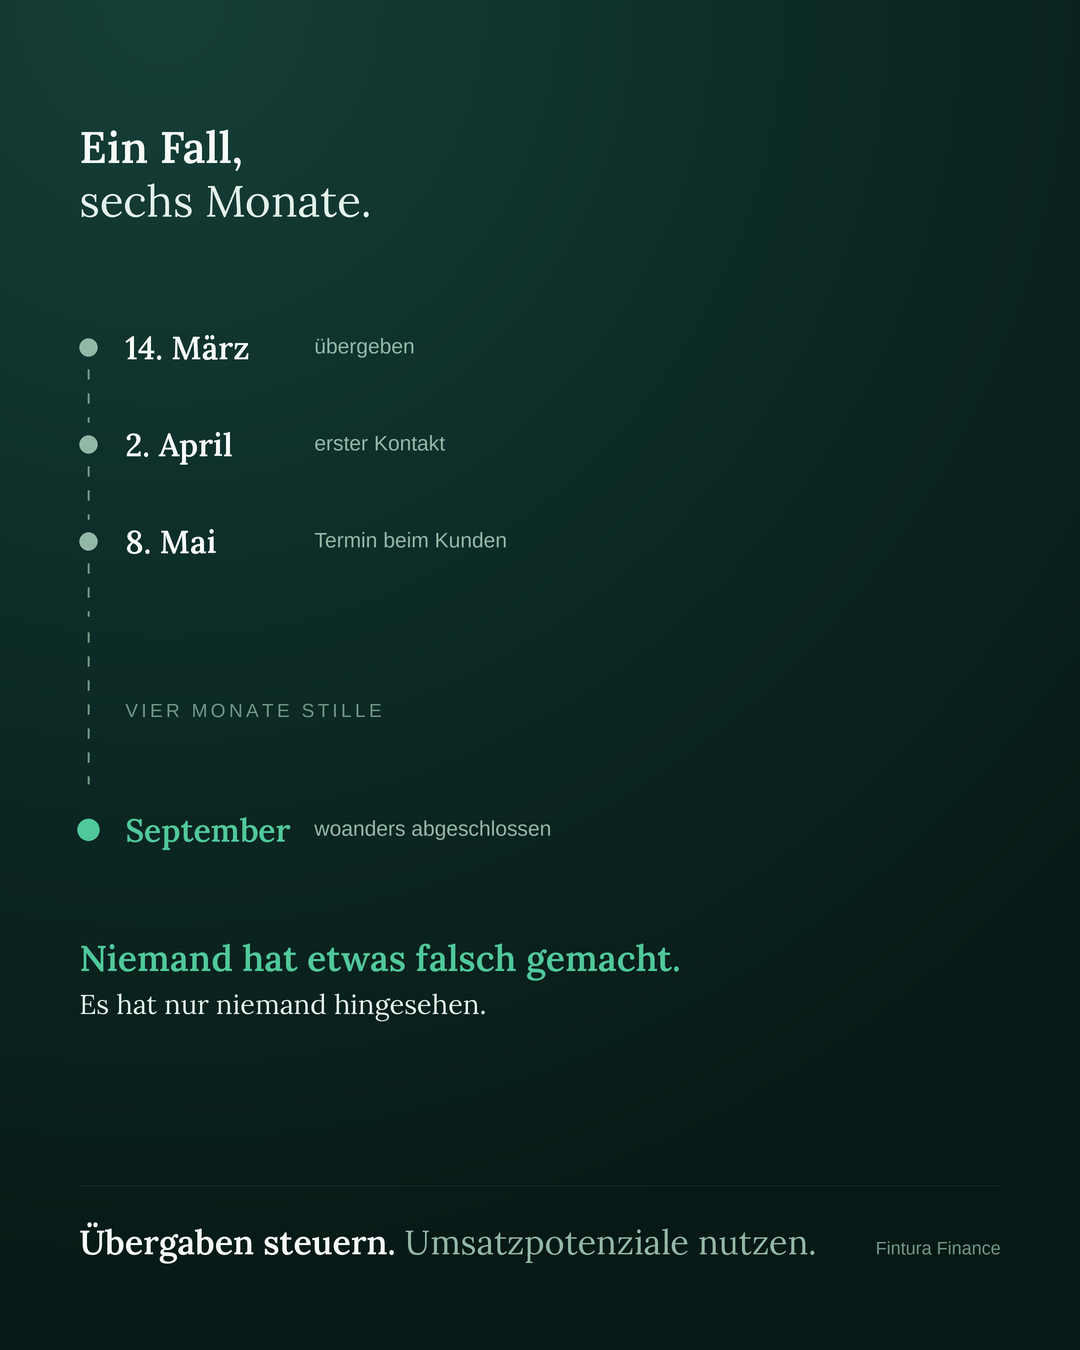 Ein Fall,
sechs Monate.
14. März übergeben
2. April erster Kontakt
8. Mai Termin beim Kunden
VIER MONATE STILLE
September woanders abgeschlossen
Niemand hat etwas falsch gemacht.
Es hat nur niemand hingesehen.
Übergaben steuern. Umsatzpotenziale nutzen. Fintura Finance